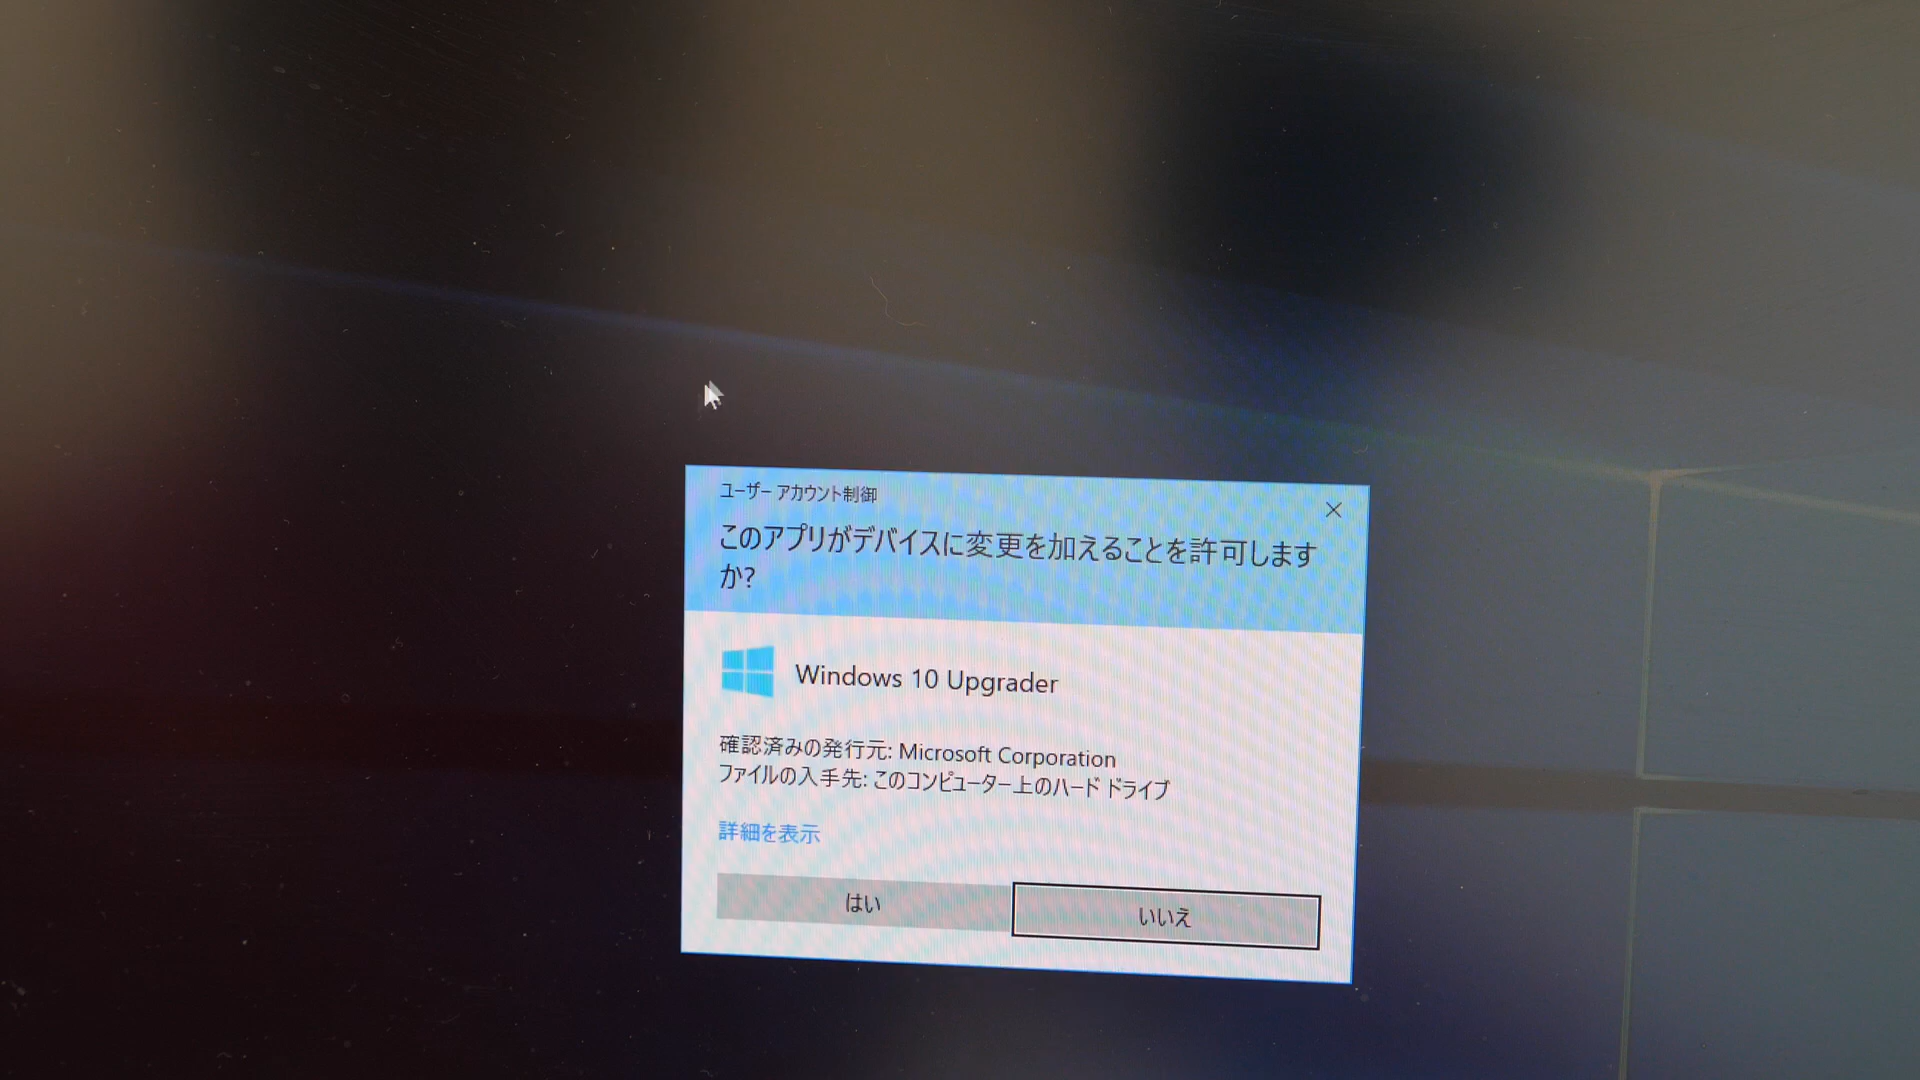 ユーザー アカウント制御
このアプリがデバイスに変更を加えることを許可します
か?
Windows 10 Upgrader
確認済みの発行元: Microsoft Corporation
ファイルの入手先: このコンピューター上のハード ドライブ
詳細を表示
はい
いいえ